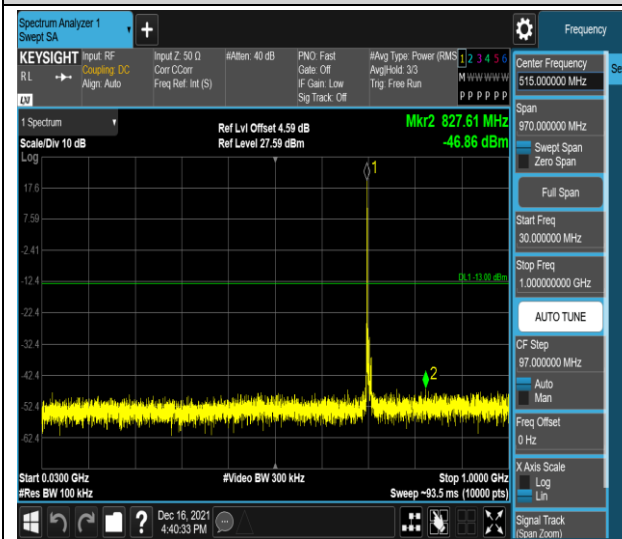 Spectrum Analyzer 1
Swept SA
+
Frequency
KEYSIGHT
RL
LXI
Input: RF
Coupling: DC
Align: Auto
Input Z: 50 Ω
Corr CCorr
Freq Ref: Int (S)
#Atten: 40 dB
PNO: Fast
Gate: Off
IF Gain: Low
Sig Track: Off
#Avg Type: Power (RMS
Avg|Hold: 3/3
Trig: Free Run
1 2 3 4 5 6
M W W W W W
P P P P P P
1 Spectrum
Scale/Div 10 dB
Log
Ref Lvl Offset 4.59 dB
Ref Level 27.59 dBm
Mkr2 827.61 MHz
-46.86 dBm
1
17.6
7.59
-2.41
DL1 -13.00 dBm
-12.4
-22.4
-32.4
-42.4
2
-52.4
-62.4
Start 0.0300 GHz
#Res BW 100 kHz
#Video BW 300 kHz
Stop 1.0000 GHz
Sweep ~93.5 ms (10000 pts)
?
Dec 16, 2021
4:40:33 PM
Center Frequency
515.000000 MHz
Se
Span
970.000000 MHz
Swept Span
Zero Span
Full Span
Start Freq
30.000000 MHz
Stop Freq
1.000000000 GHz
AUTO TUNE
CF Step
97.000000 MHz
Auto
Man
Freq Offset
0 Hz
X Axis Scale
Log
Lin
Signal Track
(Span Zoom)